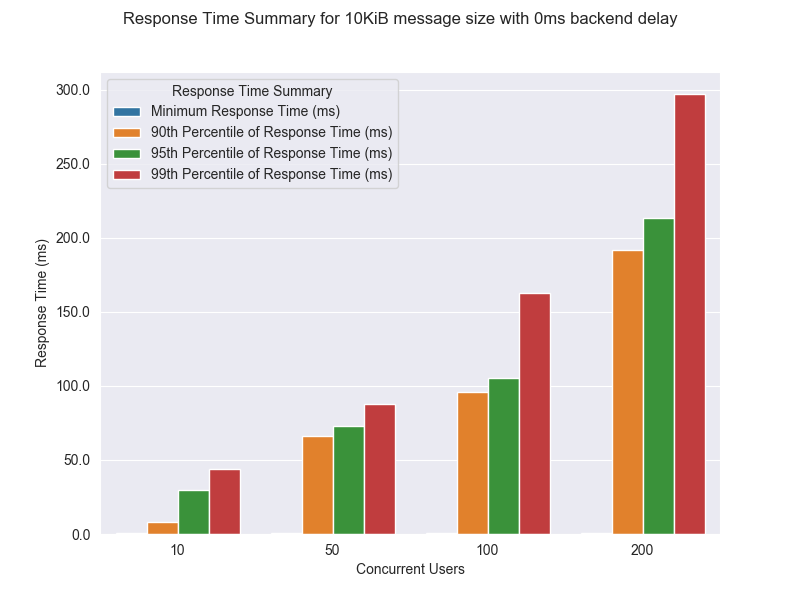 Response Time Summary for 10KiB message size with 0ms backend delay
Response Time Summary
Minimum Response Time (ms)
90th Percentile of Response Time (ms)
95th Percentile of Response Time (ms)
99th Percentile of Response Time (ms)
300.0
250.0
200.0
150.0
100.0
50.0
0.0
Response Time (ms)
10 50 100 200
Concurrent Users